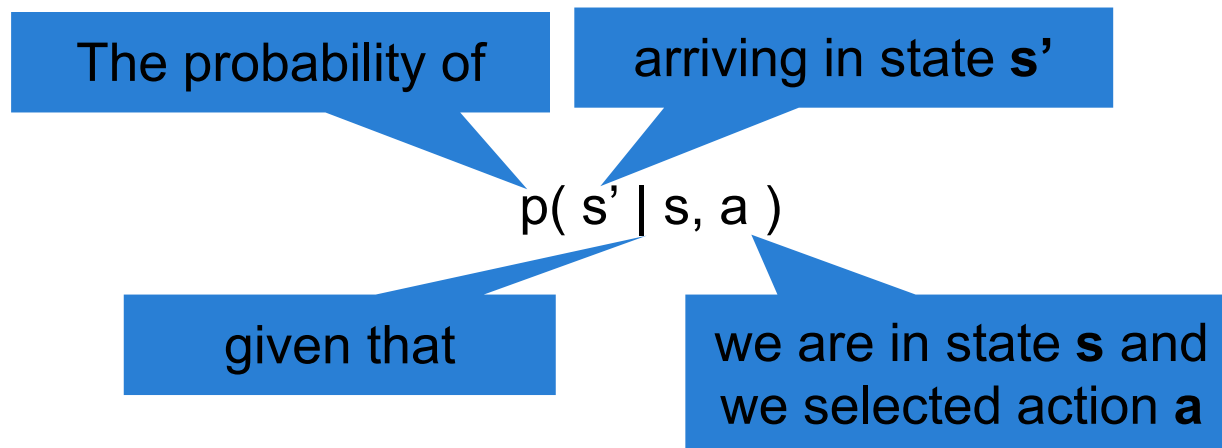 The probability of
arriving in state s’
p( s’ | s, a )
given that
we are in state s and
we selected action a